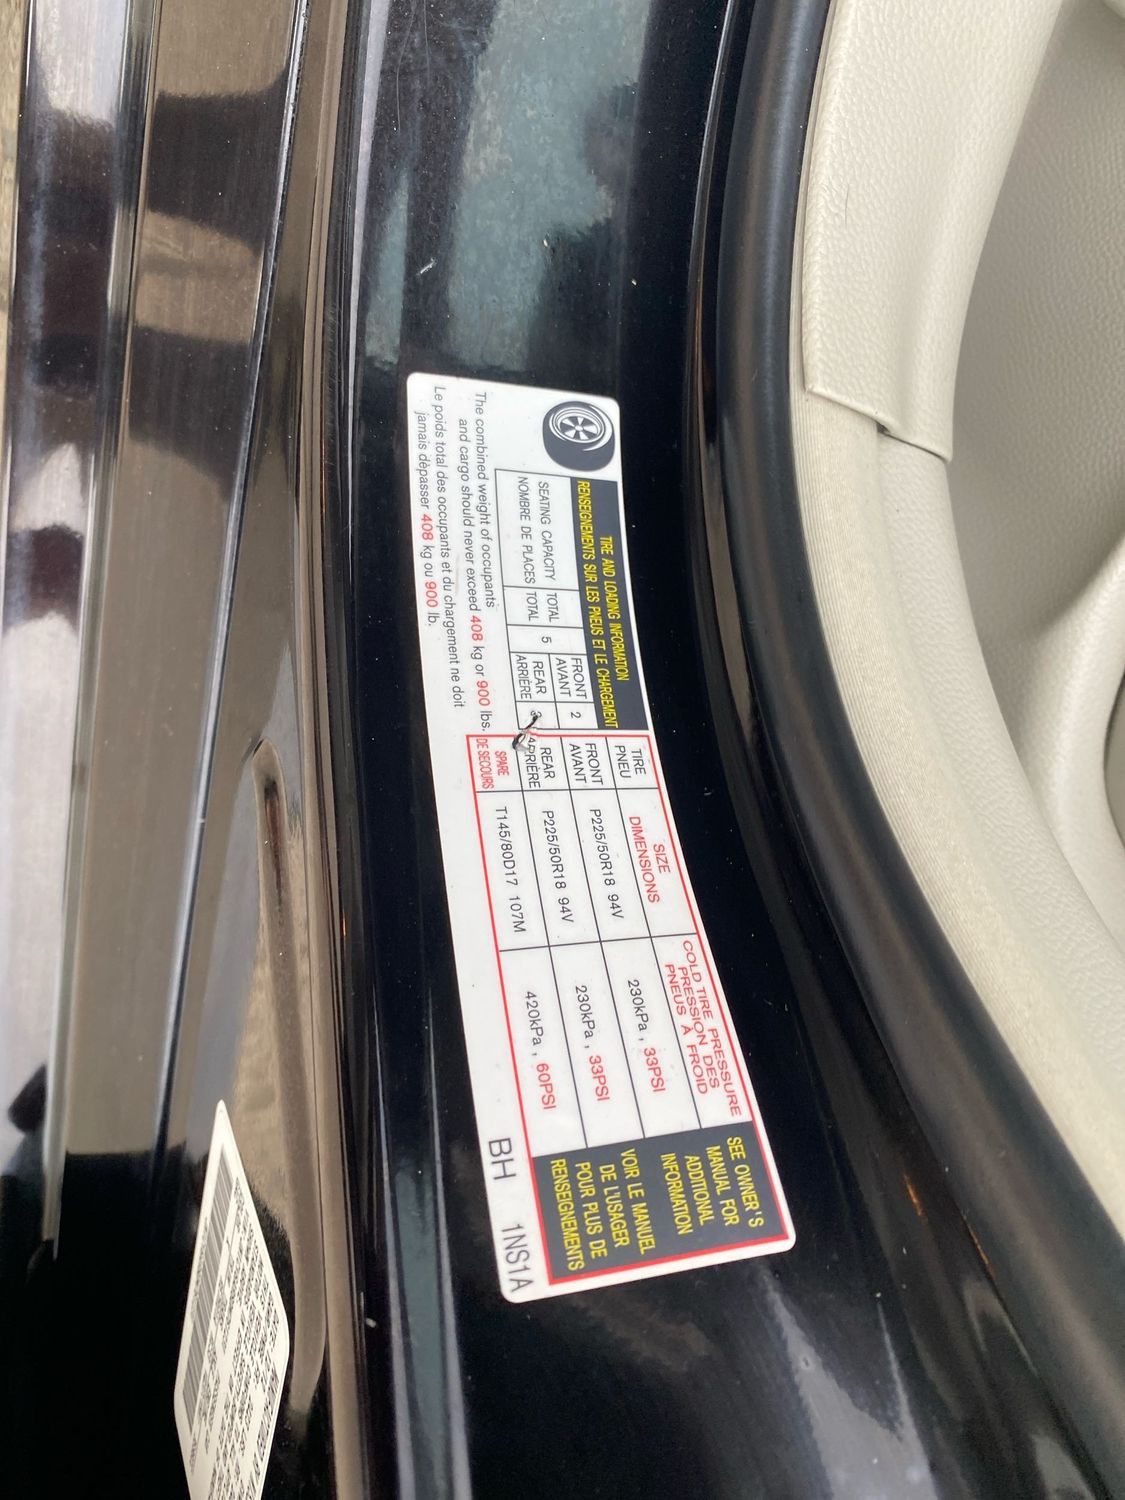 TIRE AND LOADING INFORMATION
RENSEIGNEMENTS SUR LES PNEUS ET LE CHARGEMENT
SEATING CAPACITY
NOMBRE DE PLACES
TOTAL
TOTAL
5
FRONT
AVANT
2
REAR
ARRIÈRE
3
The combined weight of occupants
and cargo should never exceed 408 kg or 900 lbs.
Le poids total des occupants et du chargement ne doit
jamais dépasser 408 kg ou 900 lb.
TIRE
PNEU
SIZE
DIMENSIONS
COLD TIRE PRESSURE
PRESSION DES
PNEUS À FROID
FRONT
AVANT
P225/50R18 94V
230kPa , 33PSI
REAR
ARRIÈRE
P225/50R18 94V
230kPa , 33PSI
SPARE
DE SECOURS
T145/80D17 107M
420kPa , 60PSI
SEE OWNER'S
MANUAL FOR
ADDITIONAL
INFORMATION
VOIR LE MANUEL
DE L'USAGER
POUR PLUS DE
RENSEIGNEMENTS
BH 1NS1A